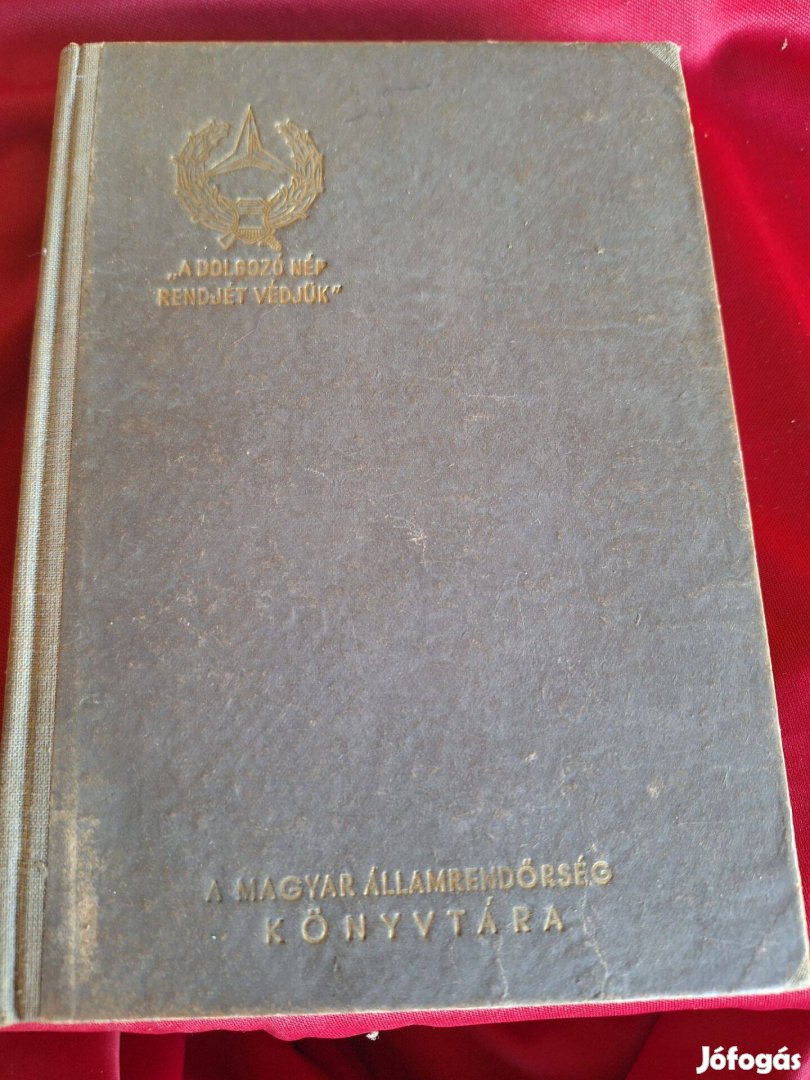 „A DOLGOZÓ NÉP
RENDJÉT VÉDJÜK"
A MAGYAR ÁLLAMRENDŐRSÉG
KÖNYVTÁRA
Jófogás